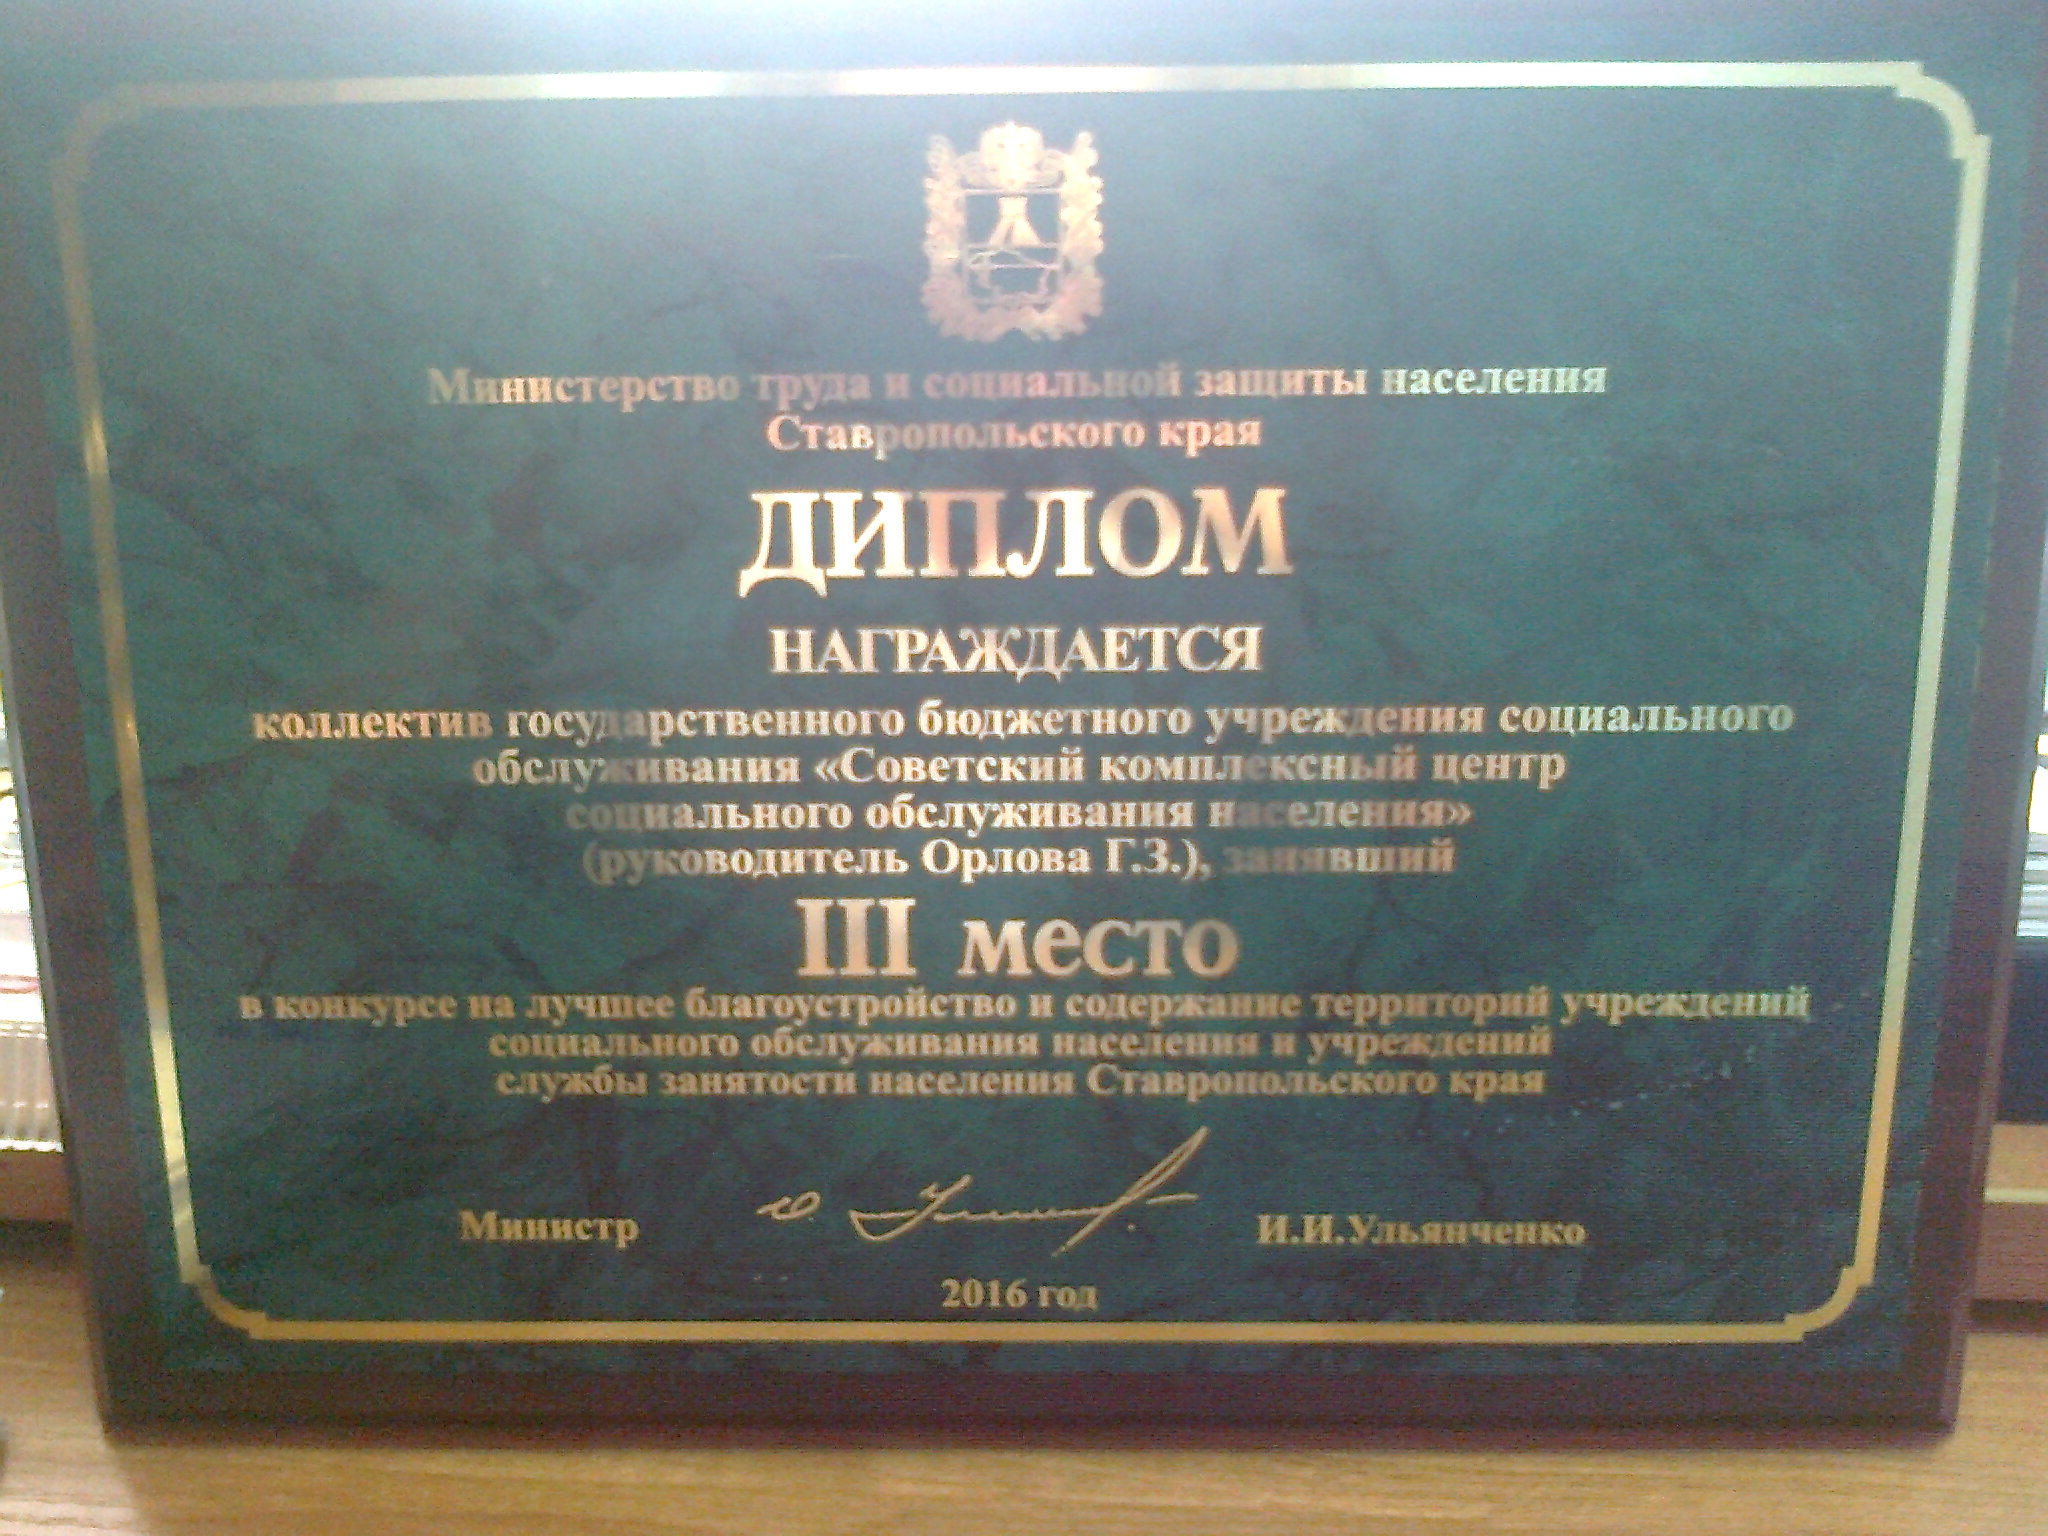 Министерство труда и социальной защиты населения
Ставропольского края
ДИПЛОМ
НАГРАЖДАЕТСЯ
коллектив государственного бюджетного учреждения социального
обслуживания «Советский комплексный центр
социального обслуживания населения»
(руководитель Орлова Г.З.), занявший
III место
в конкурсе на лучшее благоустройство и содержание территорий учреждений
социального обслуживания населения и учреждений
службы занятости населения Ставропольского края
Министр И.И.Ульянченко
2016 год